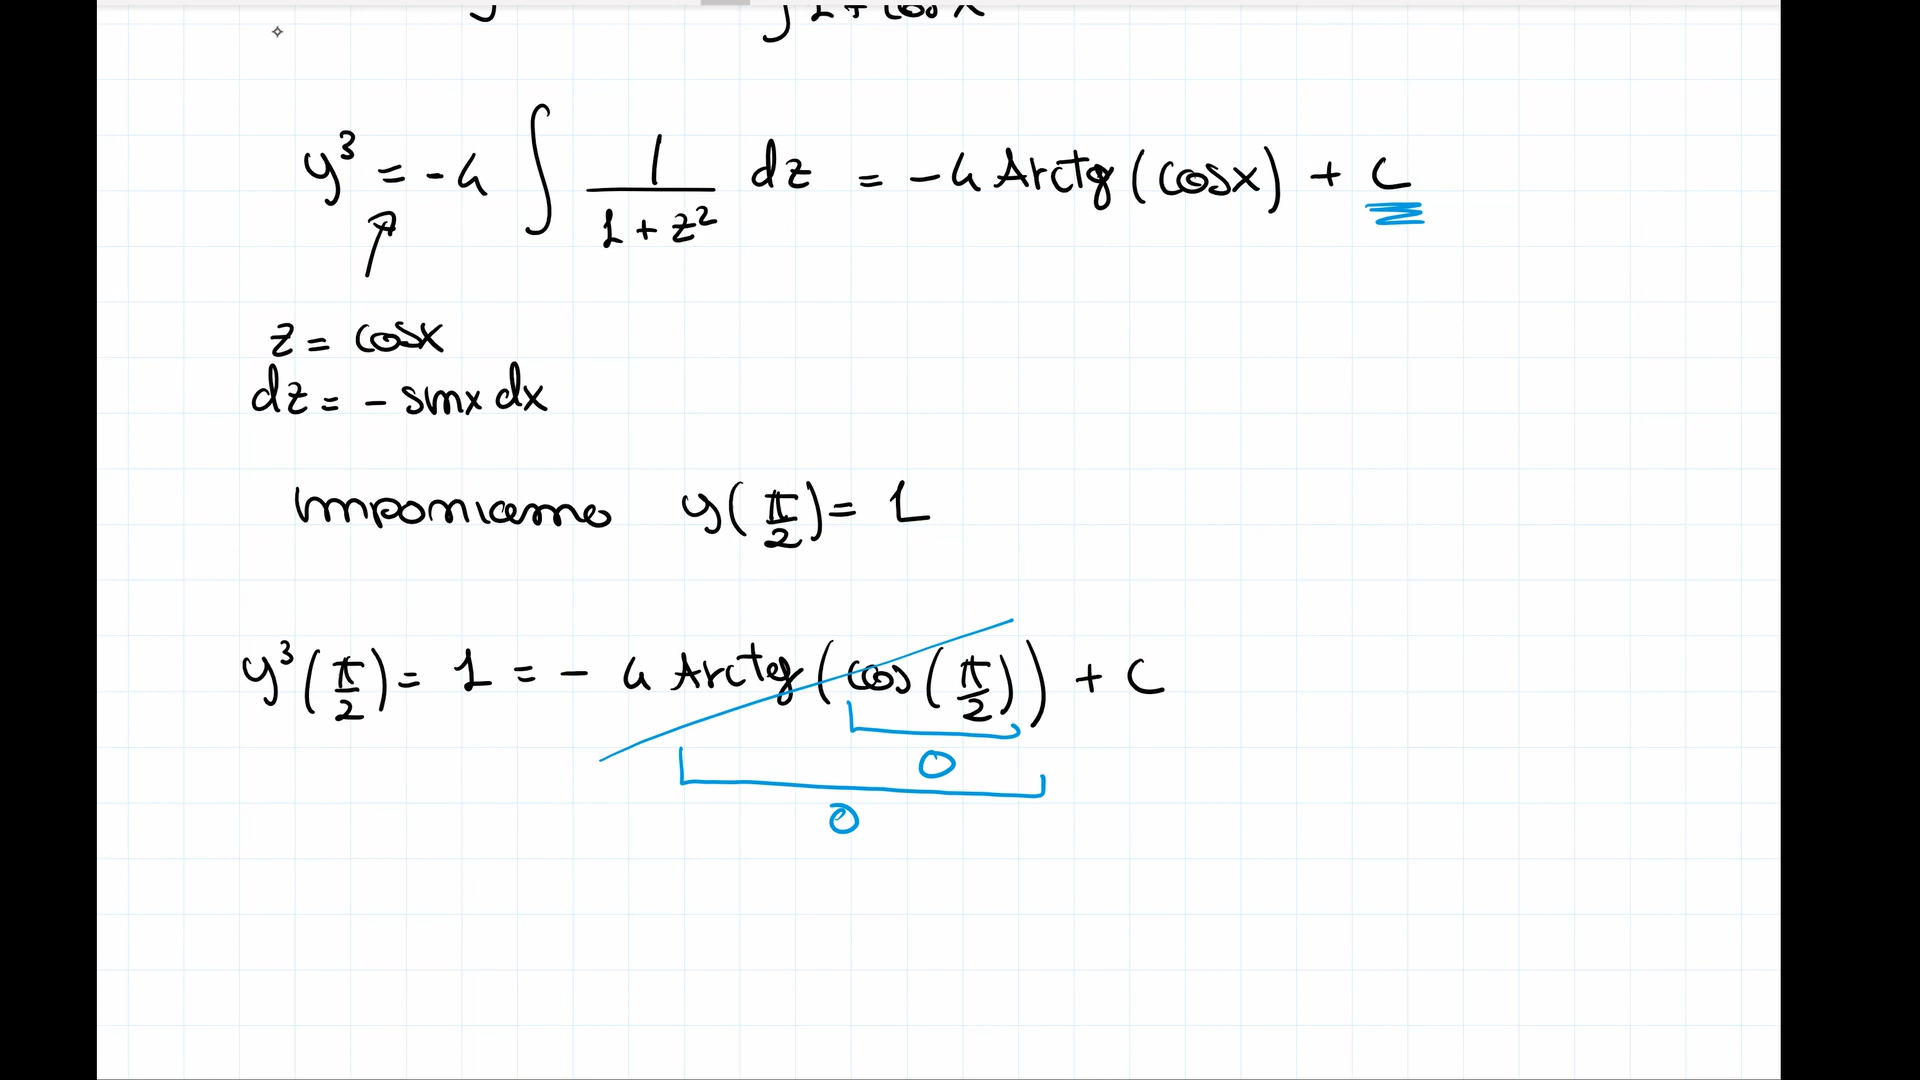 y³ = -4 ∫ 1/(1 + z²) dz = -4 Arctg(cosx) + C
z = cosx
dz = - sinx dx
Imponiamo y(π/2) = 1
y³(π/2) = 1 = - 4 Arctg(cos(π/2)) + C
0
0